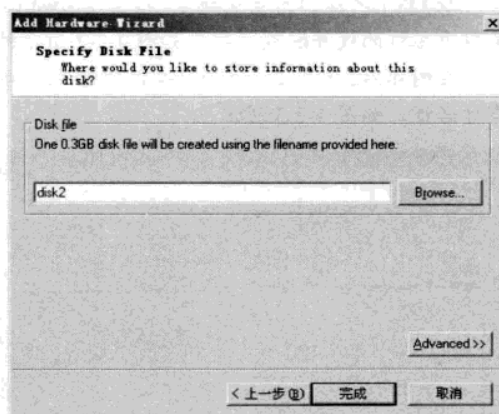 Add Hardware Wizard
Specify Disk File
Where would you like to store information about this
disk?
Disk file
One 0.3GB disk file will be created using the filename provided here.
disk2
Browse...
Advanced >>
< 上一步(B)
完成
取消